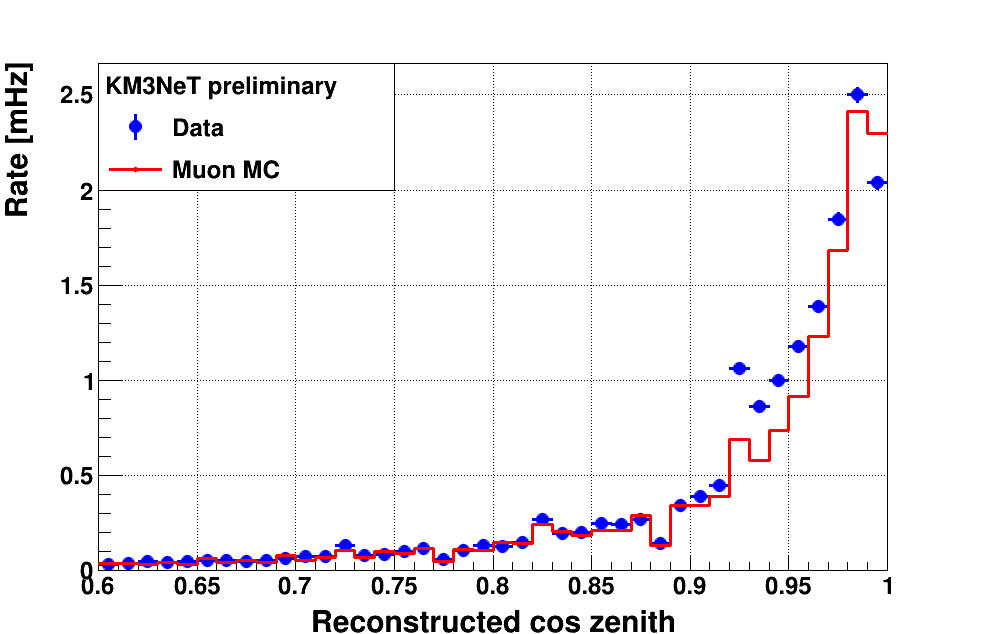 KM3NeT preliminary
Data
Muon MC
Rate [mHz]
2.5
2
1.5
1
0.5
0
0.6 0.65 0.7 0.75 0.8 0.85 0.9 0.95 1
Reconstructed cos zenith